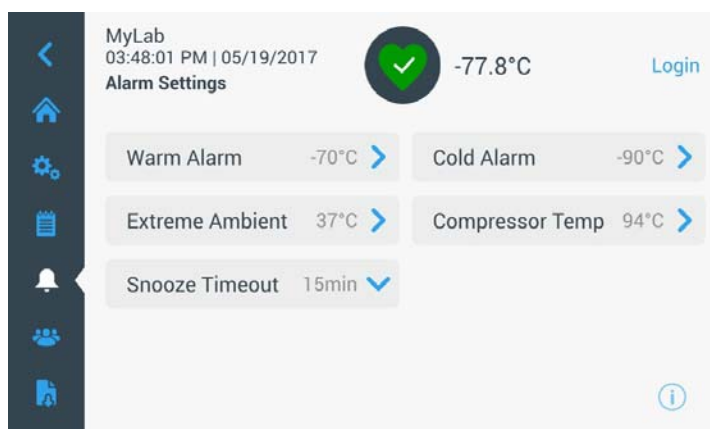 MyLab
03:48:01 PM | 05/19/2017
Alarm Settings
-77.8°C
Login
Warm Alarm -70°C
Cold Alarm -90°C
Extreme Ambient 37°C
Compressor Temp 94°C
Snooze Timeout 15min